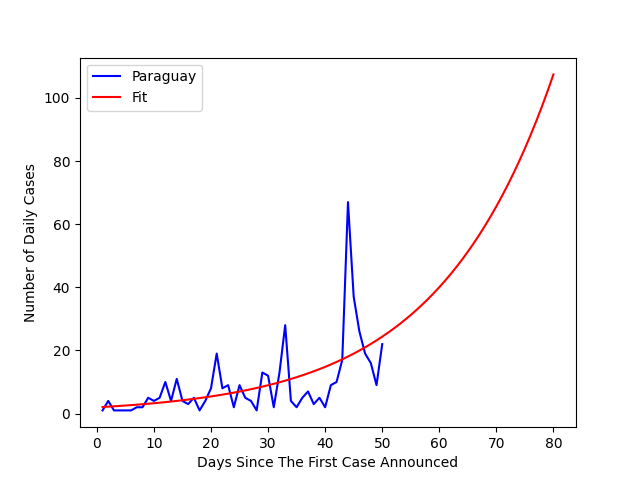 Paraguay
Fit
100
80
60
40
20
0
Number of Daily Cases
0 10 20 30 40 50 60 70 80
Days Since The First Case Announced